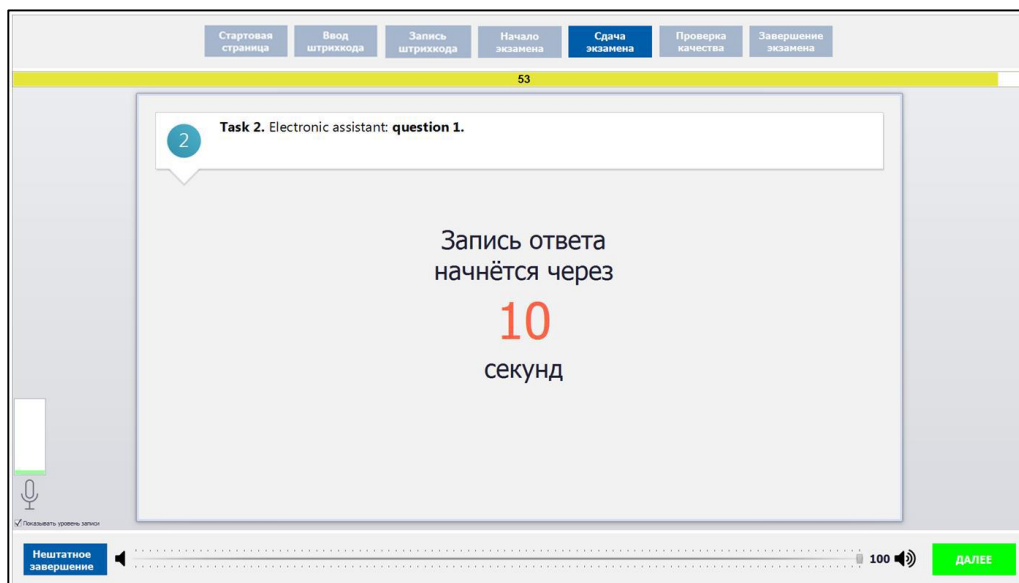 Стартовая страница
Ввод штрихкода
Запись штрихкода
Начало экзамена
Сдача экзамена
Проверка качества
Завершение экзамена
53
2
Task 2. Electronic assistant: question 1.
Запись ответа
начнётся через
10
секунд
Показывать уровень записи
Нештатное
завершение
100
ДАЛЕЕ